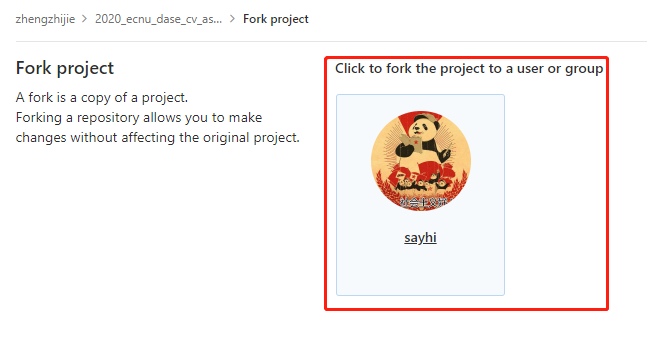 zhengzhijie > 2020_ecnu_dase_cv_as... > Fork project
Fork project
A fork is a copy of a project.
Forking a repository allows you to make
changes without affecting the original project.
Click to fork the project to a user or group
sayhi